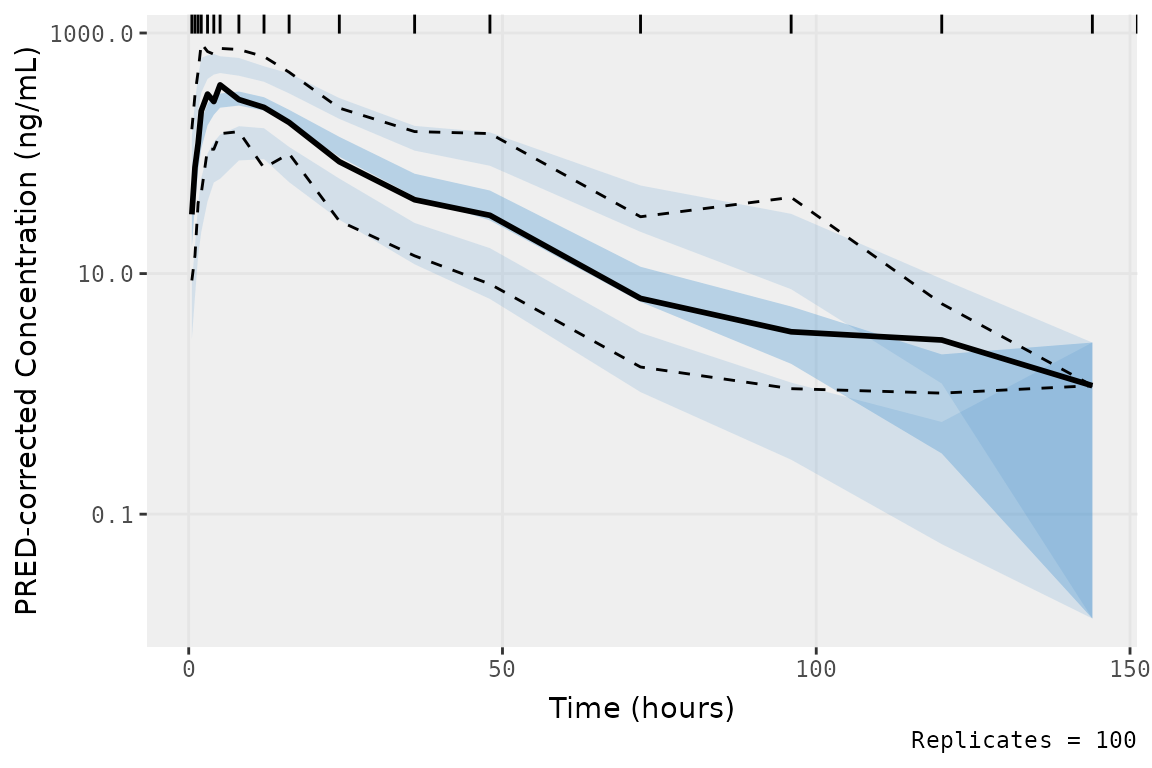 PRED-corrected Concentration (ng/mL)
1000.0
10.0
0.1
0 50 100 150
Time (hours)
Replicates = 100